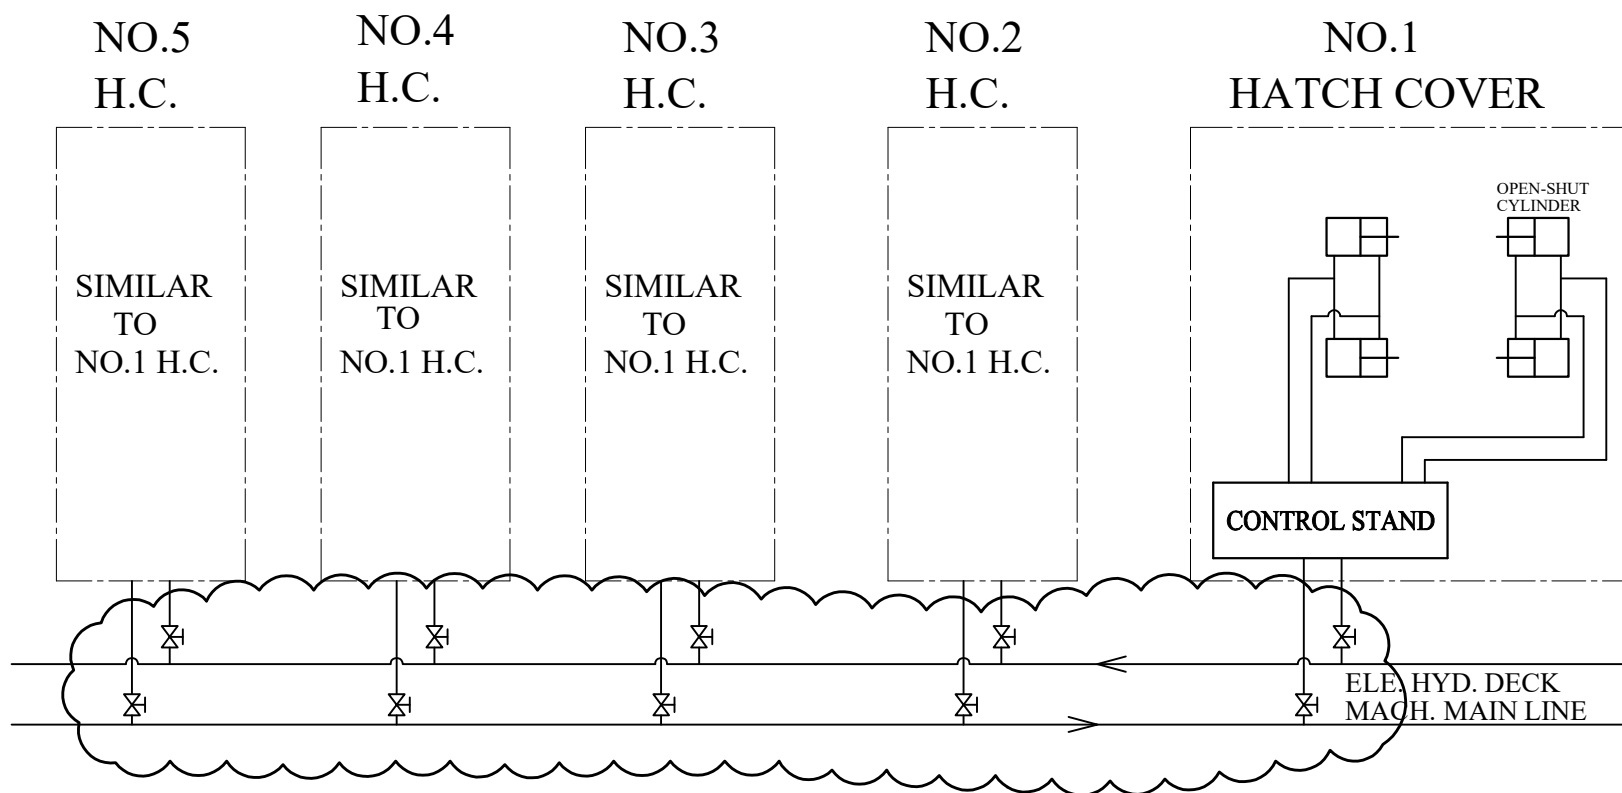 NO.5
H.C.
NO.4
H.C.
NO.3
H.C.
NO.2
H.C.
NO.1
HATCH COVER
OPEN-SHUT
CYLINDER
SIMILAR
TO
NO.1 H.C.
SIMILAR
TO
NO.1 H.C.
SIMILAR
TO
NO.1 H.C.
SIMILAR
TO
NO.1 H.C.
CONTROL STAND
ELE. HYD. DECK
MACH. MAIN LINE